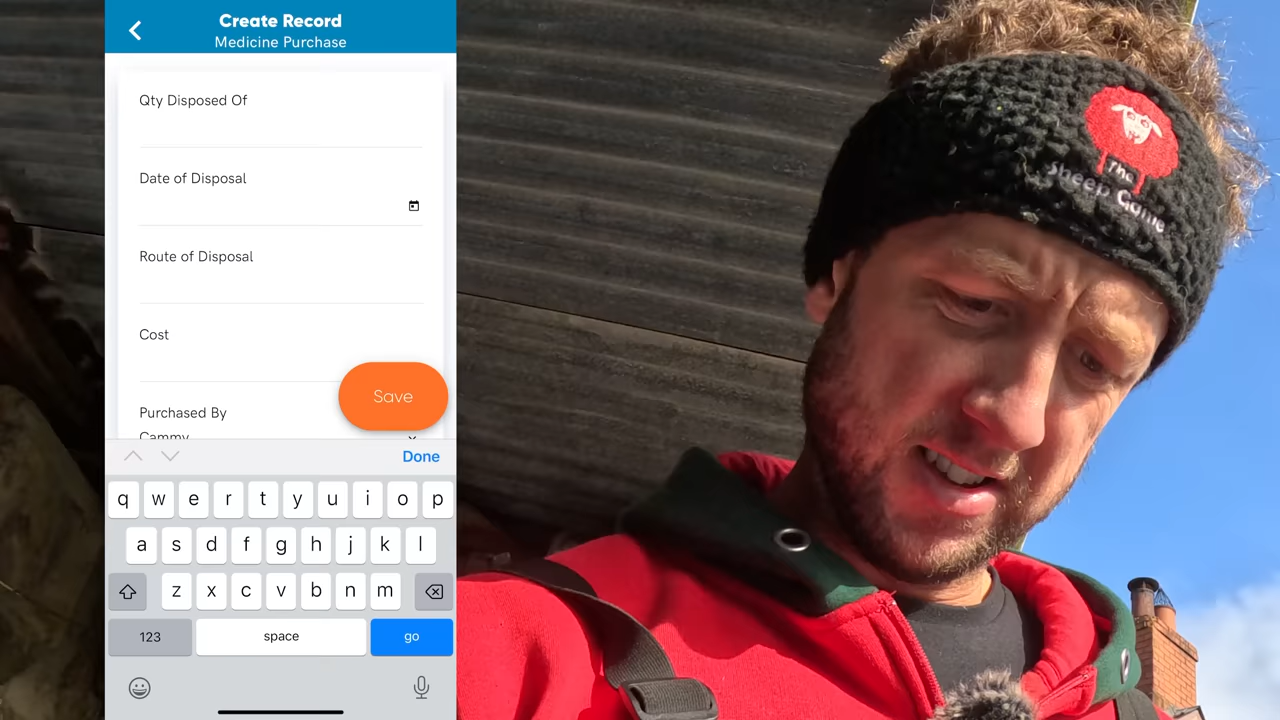 Create Record
Medicine Purchase
Qty Disposed Of
Date of Disposal
Route of Disposal
Cost
Save
Purchased By
Cammy
Done
q w e r t y u i o p
a s d f g h j k l
z x c v b n m
123 space go
The
Sheep Game